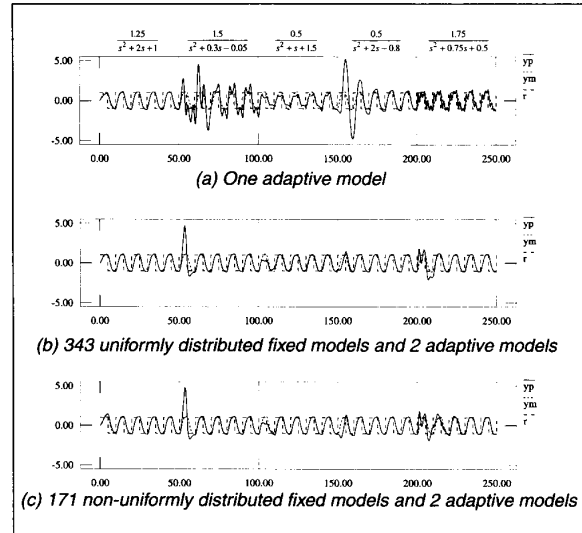 1.25 1.5 0.5 0.5 1.75
s² + 2s + 1 s² + 0.3s - 0.05 s² + s + 1.5 s² + 2s - 0.8 s² + 0.75s + 0.5
5.00
0.00
-5.00
yp
ym
r
0.00 50.00 100.00 150.00 200.00 250.00
(a) One adaptive model
5.00
0.00
-5.00
yp
ym
r
0.00 50.00 100.00 150.00 200.00 250.00
(b) 343 uniformly distributed fixed models and 2 adaptive models
5.00
0.00
-5.00
yp
ym
r
0.00 50.00 100.00 150.00 200.00 250.00
(c) 171 non-uniformly distributed fixed models and 2 adaptive models